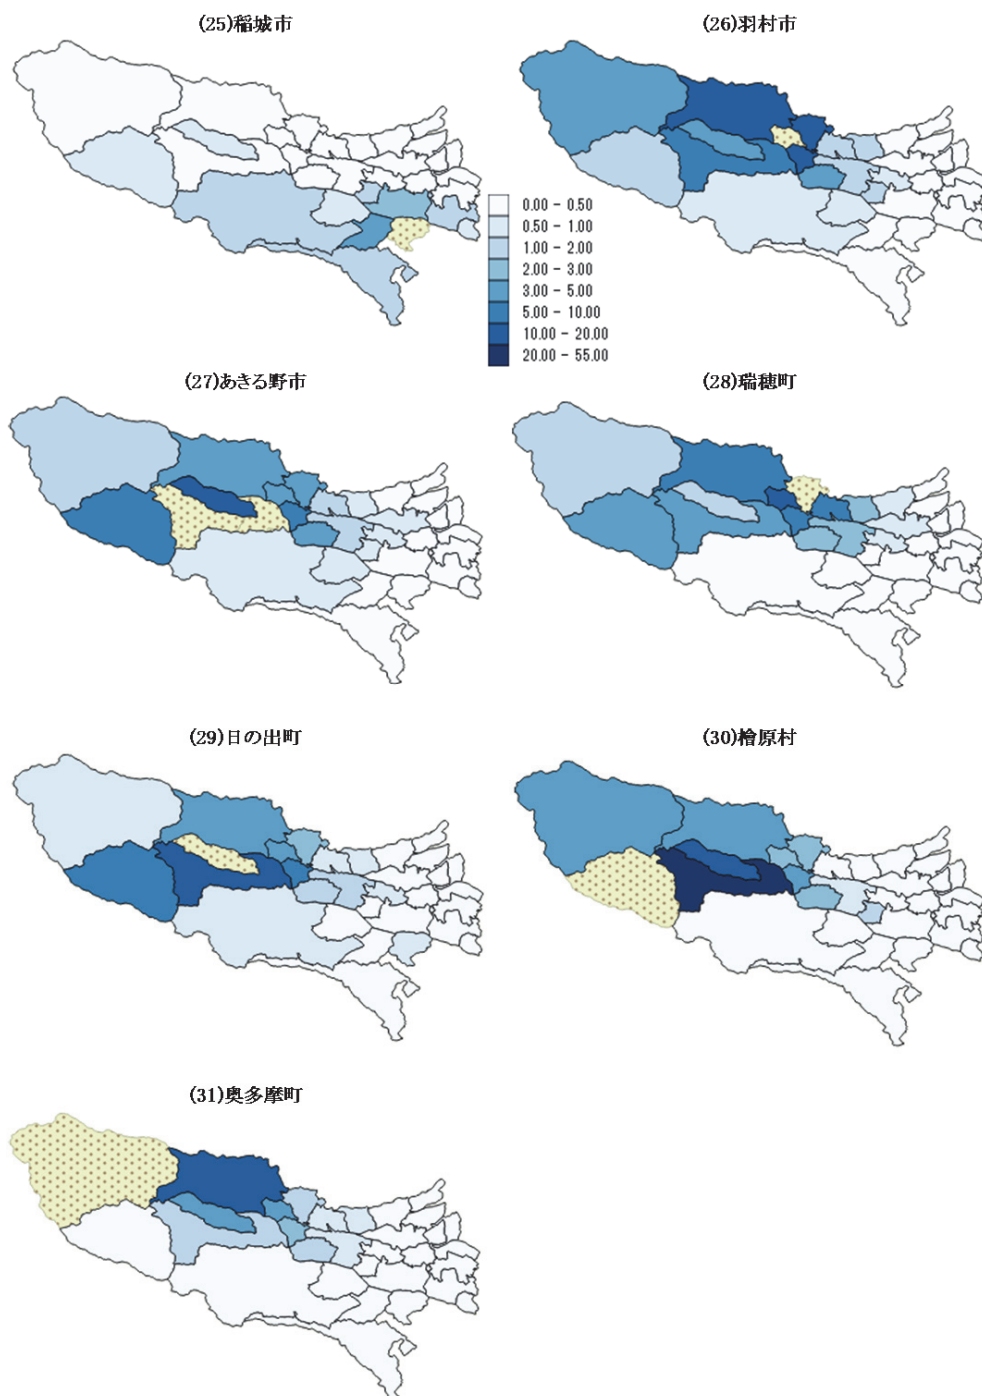 (25)稲城市
(26)羽村市
0.00 - 0.50
0.50 - 1.00
1.00 - 2.00
2.00 - 3.00
3.00 - 5.00
5.00 - 10.00
10.00 - 20.00
20.00 - 55.00
(27)あきる野市
(28)瑞穂町
(29)日の出町
(30)檜原村
(31)奥多摩町